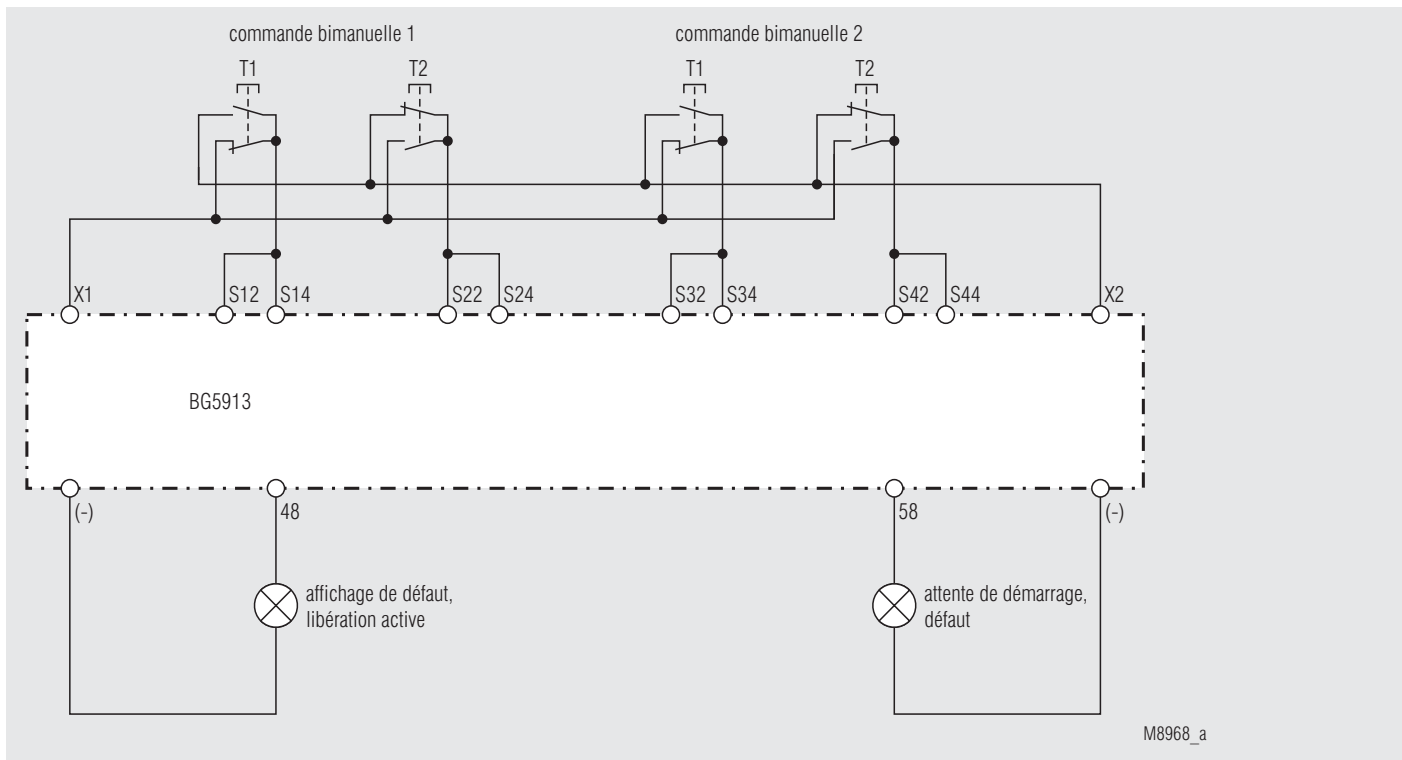 commande bimanuelle 1
commande bimanuelle 2
T1
T2
T1
T2
X1
S12
S14
S22
S24
S32
S34
S42
S44
X2
BG5913
(-)
48
58
(-)
affichage de défaut,
libération active
attente de démarrage,
défaut
M8968_a